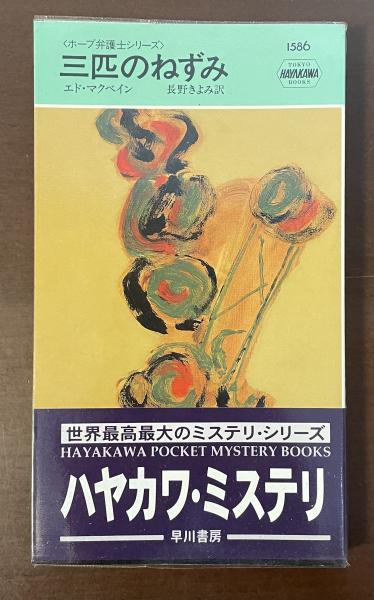 〈ホープ弁護士シリーズ〉
1586
三匹のねずみ
エド・マクベイン 長野きよみ訳
TOKYO
HAYAKAWA
BOOKS
世界最高最大のミステリ・シリーズ
HAYAKAWA POCKET MYSTERY BOOKS
ハヤカワ・ミステリ
早川書房